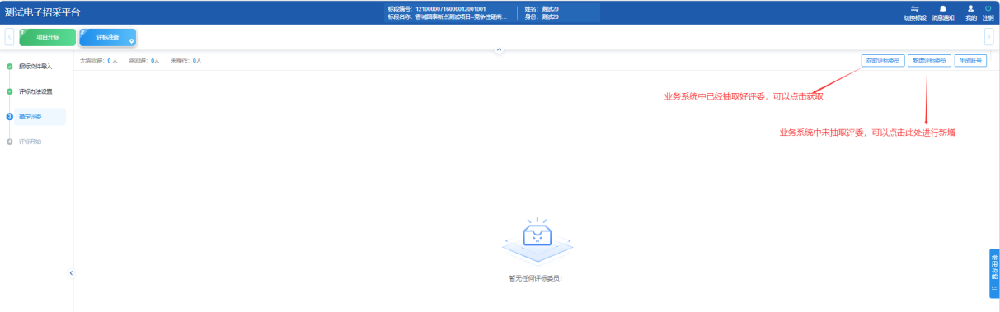 测试电子招采平台
标段编号: 1210000071600012001001
标段名称: 晋城国泰新点测试项目--竞争性磋商...
姓名: 测试20
身份: 测试20
切换标段 消息通知 我的 注销
1 项目开标
2 评标准备
招标文件导入
评标办法设置
3 确定评委
4 评标开始
无需回避: 0 人 需回避: 0人 未操作: 0人
获取评标委员 新增评标委员 生成账号
业务系统中已经抽取好评委,可以点击获取
业务系统中未抽取评委,可以点击此处进行新增
暂无任何评标委员!
常用功能